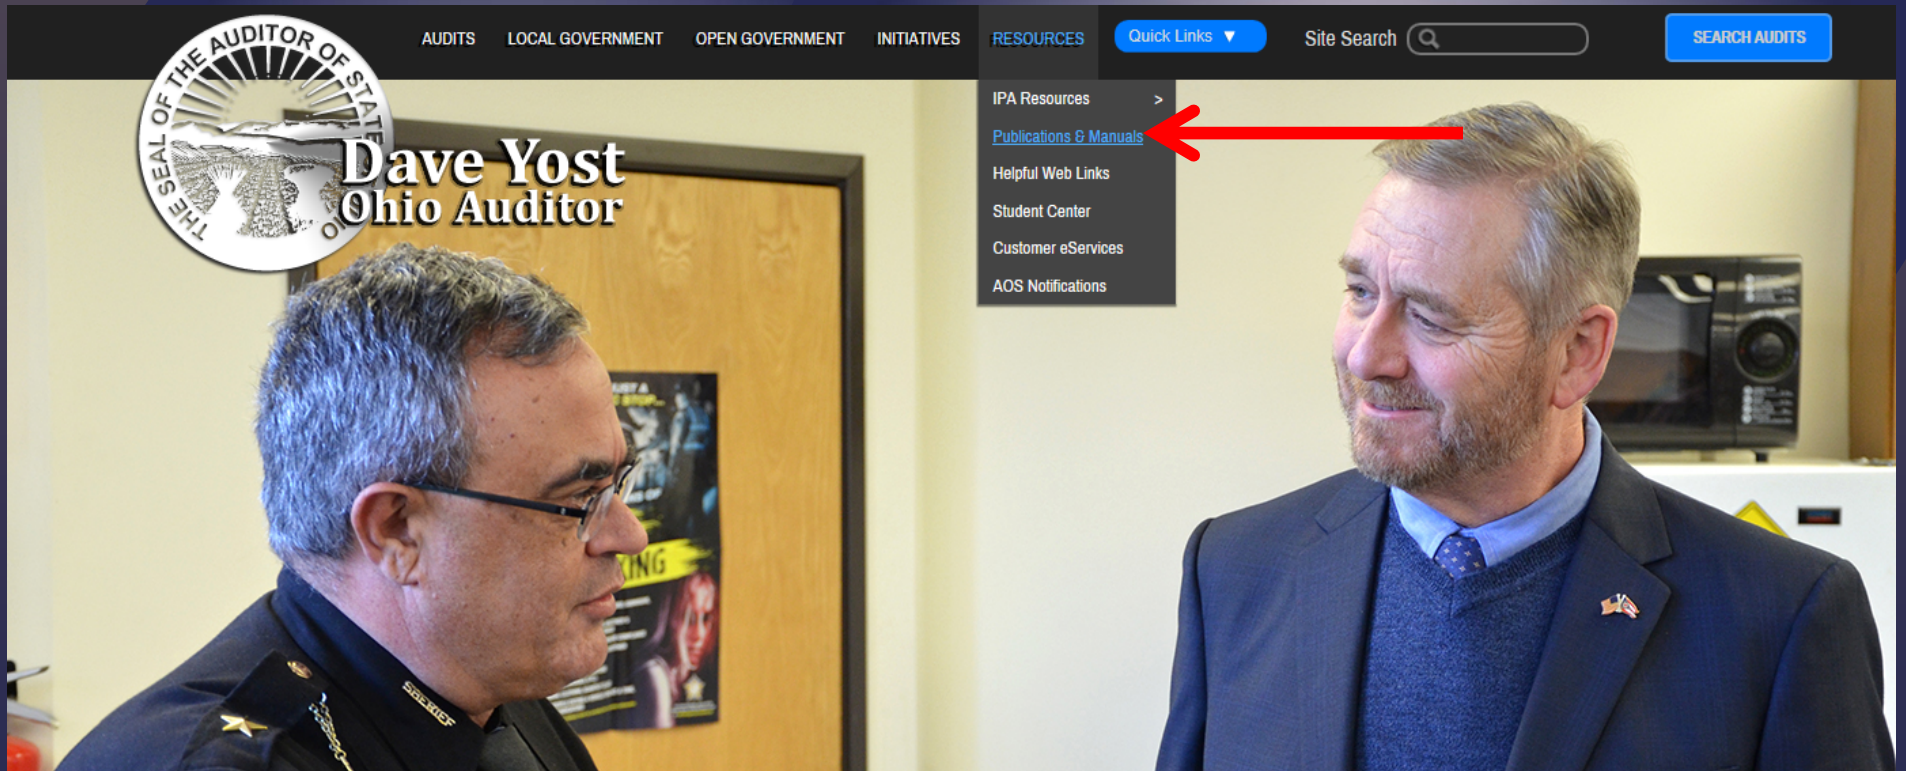 AUDITS
LOCAL GOVERNMENT
OPEN GOVERNMENT
INITIATIVES
RESOURCES
Quick Links ▼
Site Search
SEARCH AUDITS
THE SEAL OF THE AUDITOR OF STATE
OHIO
Dave Yost
Ohio Auditor
IPA Resources >
Publications & Manuals
Helpful Web Links
Student Center
Customer eServices
AOS Notifications
SHERIFF